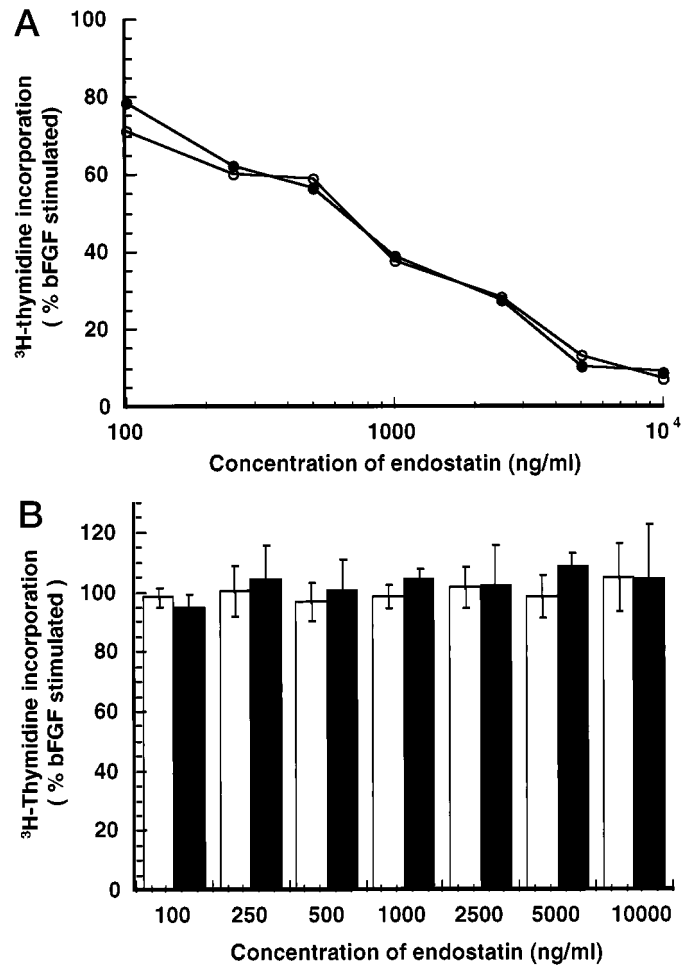 A
³H-thymidine incorporation
( % bFGF stimulated)
100
80
60
40
20
0
100
1000
10⁴
Concentration of endostatin (ng/ml)
B
³H-Thymidine incorporation
( % bFGF stimulated )
120
100
80
60
40
20
0
100 250 500 1000 2500 5000 10000
Concentration of endostatin (ng/ml)